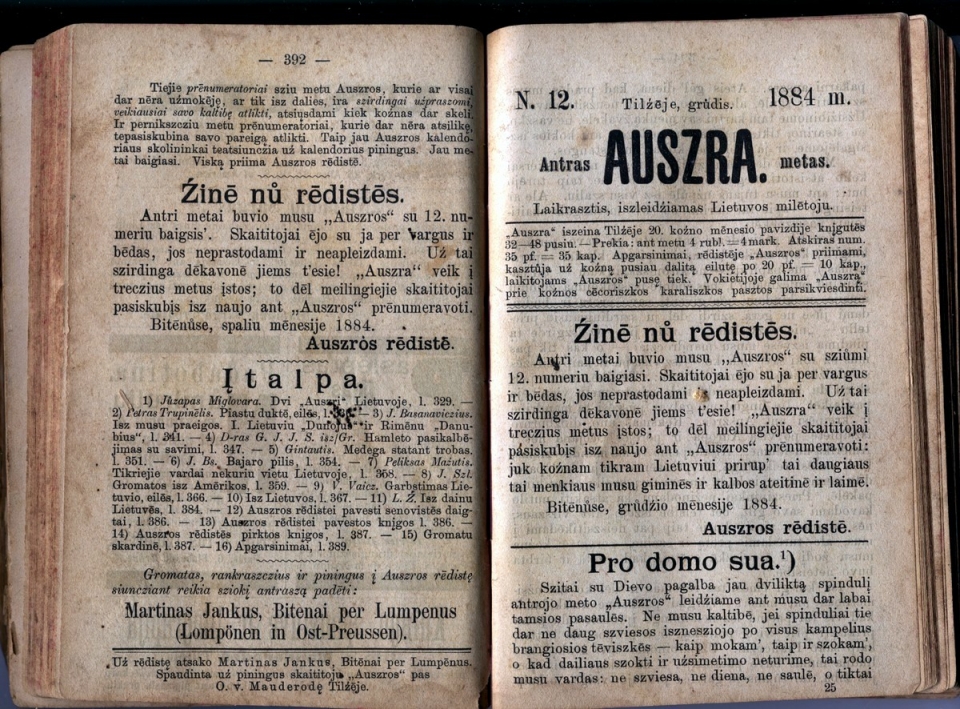 — 392 —
Tiejie prēnumeratoriai sziu metu Auszros, kurie ar visai
dar nēra užmokėję, ar tik isz dalies, ira szirdingai užpraszomi,
veikiausiai savo kaltibę atlikti, atsiųsdami kiek kožnas dar skeli.
Ir pernikszcziu metu prēnumeratoriai, kurie dar nēra atsilikę,
tepasiskubina savo pareigą atlikti. Taip jau Auszros kalendo-
riaus skolininkai teatsiunczia už kalendorius piningus. Jau me-
tai baigiasi. Viską priima Auszros rēdistē.
Žinē nů rēdistēs.
Antri metai buvio musu „Auszros“ su 12. nu-
meriu baigsis’. Skaititojai ējo su ja per vargus ir
bēdas, jos neprastodami ir neapleizdami. Už tai
szirdinga dēkavonē jiems t’esie! „Auszra“ veik į
treczius metus įstos; to dēl meilingiejie skaititojai
pasiskubįs isz naujo ant „Auszros“ prēnumeravoti.
Bitēnůse, spaliu mēnesije 1884.
Auszrōs rēdistē.
Įtalpa.
1) Jůzapas Miglovara. Dvi „Auszri“ Lietuvoje, l. 329. —
2) Petras Trupinēlis. Piastu duktē, eilēs, l. — 3) J. Basanaviczius.
Isz musu praeigos. I. Lietuviu „Dunojus“ ir Rimēnu „Danu-
bius“, l. 341. — 4) D-ras G. J. J. S. isz Gr. Hamleto pasikalbē-
jimas su savimi, l. 347. — 5) Gintautis. Medega statant trobas,
l. 351. — 6) J. Bs. Bajaro pilis, l. 354. — 7) Peliksas Mažutis.
Tikriejie vardai nekuriu vietu Lietuvoje, l. 358. — 8) J. Szl.
Gromatos isz Amērikos, l. 359. — 9) V. Vaicz. Garbstimas Lie-
tuvio, eilēs, l. 366. — 10) Isz Lietuvos, l. 367. — 11) L. Ž. Isz dainu
Lietuvēs, l. 384. — 12) Auszros rēdistei pavesti senovistēs daig-
tai, l. 386. — 13) Auszros rēdistei pavestos knįgos l. 386. —
14) Auszros rēdistēs pirktos knįgos, l. 387. — 15) Gromatu
skardinē, l. 387. — 16) Apgarsinimai, l. 389.
Gromatas, rankraszczius ir piningus į Auszros rēdistę
siuncziant reikia szioki antraszą padēti:
Martinas Jankus, Bitenai per Lumpenus
(Lompönen in Ost-Preussen).
Už rēdistę atsako Martinas Jankus, Bitēnai per Lumpēnus.
Spaudinta už piningus skaititoju „Auszros“ pas
O. v. Mauderodę Tilžēje.
N. 12. Tilžēje, grůdis. 1884 m.
Antras AUSZRA. metas.
Laikrasztis, iszleidžiamas Lietuvos milētoju.
„Auszra“ iszeina Tilžēje 20. kožno mēnesio pavizdije knįgutēs
32—48 pusiu. — Prekia: ant metu 4 rubl. = 4 mark. Atskiras num.
35 pf. = 35 kap. Apgarsinimai, rēdistēje „Auszros“ priimami,
kasztůja už kožną pusiau dalitą eilutę po 20 pf. = 10 kap.,
laikitojams „Auszros“ pusę tiek. Vokiētijoje galima „Auszrą“
prie kožnos cēcoriszkos karaliszkos pasztos parsikviesdinti.
Žinē nů rēdistēs.
Antri metai buvio musu „Auszros“ su sziůmi
12. numeriu baigiasi. Skaititojai ējo su ja per vargus
ir bēdas, jos neprastodami ir neapleizdami. Už tai
szirdinga dēkavonē jiems t’esie! „Auszra“ veik į
treczius metus įstos; to dēl meilingiejie skaititojai
pasiskubįs isz naujo ant „Auszros“ prēnumeravoti:
juk kožnam tikram Lietuviui prirup’ tai daugiaus
tai menkiaus musu giminēs ir kalbos ateitinē ir laimē.
Bitēnůse, grůdžio mēnesije 1884.
Auszros rēdistē.
Pro domo sua.¹)
Szitai su Dievo pagalba jau dviliktą spindulį
antrojo meto „Auszros“ leidžiame ant musu dar labai
tamsios pasaulēs. Ne musu kaltibē, jei spinduliai tie
dar ne daug szviesos isznesziojo po visus kampelius
brangiosios tēviszkēs — kaip mokam’, taip ir szokam’,
o kad dailiaus szokti ir užsimetimo neturime, tai rodo
musu vardas: ne szviesa, ne diena, ne saulē, o tiktai
25